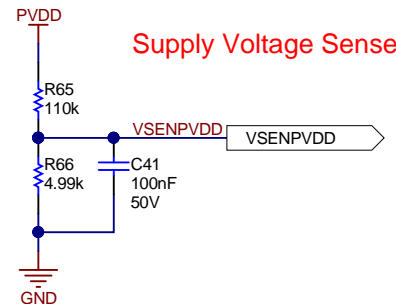 PVDD
Supply Voltage Sense
R65
110k
VSENPVDD
VSENPVDD
R66
4.99k
C41
100nF
50V
GND